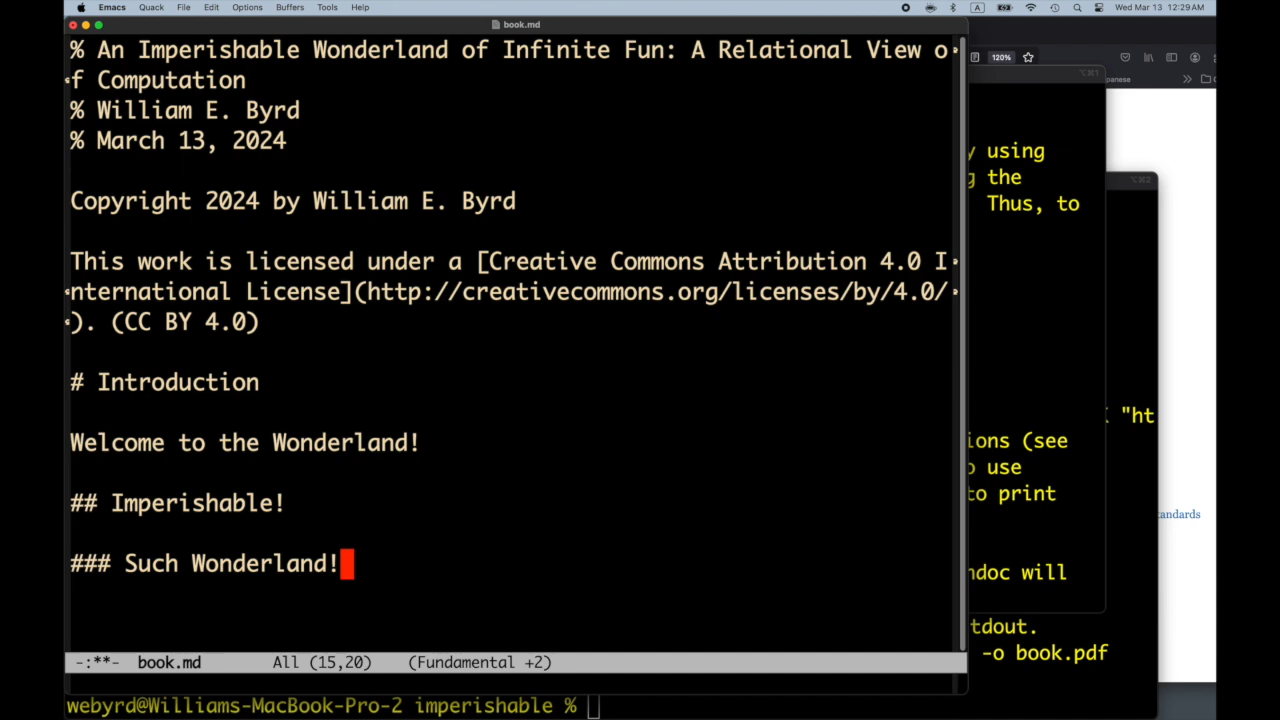 Emacs Quack File Edit Options Buffers Tools Help A Wed Mar 13 12:29 AM
book.md
% An Imperishable Wonderland of Infinite Fun: A Relational View o
f Computation
% William E. Byrd
% March 13, 2024
Copyright 2024 by William E. Byrd
This work is licensed under a [Creative Commons Attribution 4.0 I
nternational License](http://creativecommons.org/licenses/by/4.0/
). (CC BY 4.0)
# Introduction
Welcome to the Wonderland!
## Imperishable!
### Such Wonderland!
-:**- book.md All (15,20) (Fundamental +2)
webyrd@Williams-MacBook-Pro-2 imperishable %
120%
panese
⌥⌘1
y using
g the
Thus, to
⌥⌘2
"ht
ions (see
o use
to print
tandards
ndoc will
tdout.
-o book.pdf